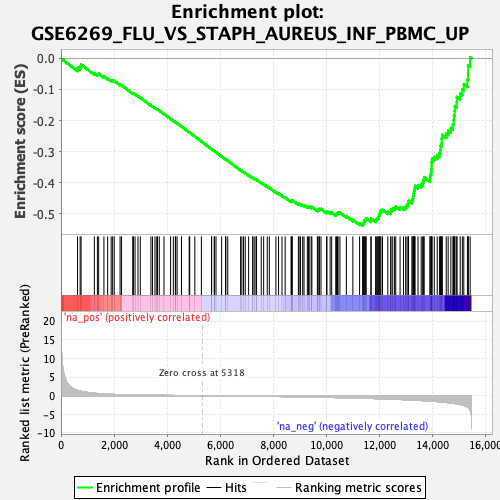 Enrichment plot:
GSE6269_FLU_VS_STAPH_AUREUS_INF_PBMC_UP
Enrichment score (ES)
0.0
-0.1
-0.2
-0.3
-0.4
-0.5
'na_pos' (positively correlated)
Ranked list metric (PreRanked)
20
15
10
5
0
-5
-10
Zero cross at 5318
'na_neg' (negatively correlated)
0
2,000
4,000
6,000
8,000
10,000
12,000
14,000
16,000
Rank in Ordered Dataset
Enrichment profile
Hits
Ranking metric scores